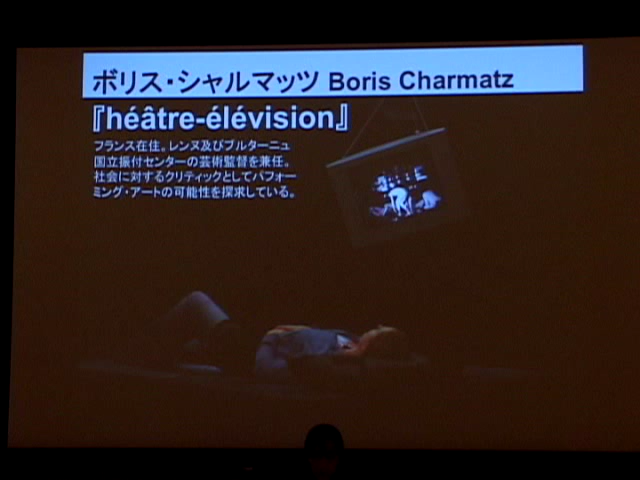 ボリス・シャルマッツ Boris Charmatz
『héâtre-élévision』
フランス在住。レンヌ及びブルターニュ
国立振付センターの芸術監督を兼任。
社会に対するクリティックとしてパフォー
ミング・アートの可能性を探求している。